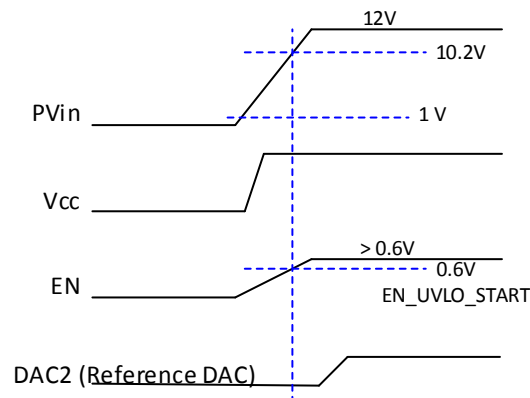 12V
10.2V
PVin
1 V
Vcc
> 0.6V
0.6V
EN
EN_UVLO_START
DAC2 (Reference DAC)